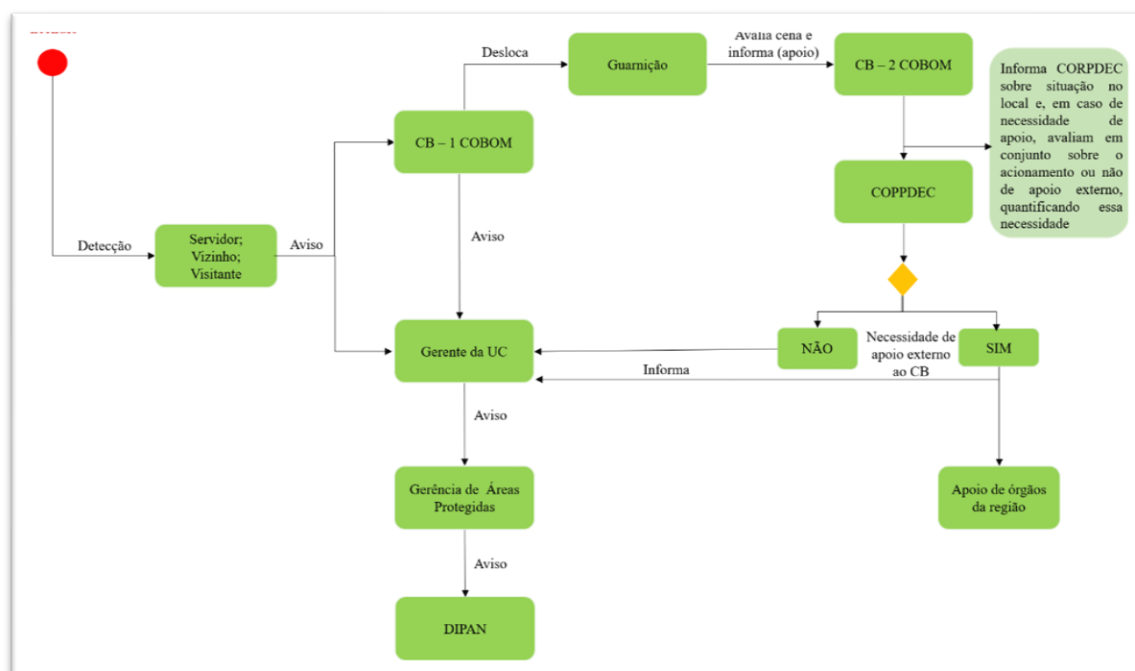 Desloca
Guarnição
Avalia cena e
informa (apoio)
CB – 2 COBOM
Informa CORPDEC
sobre situação no
local e, em caso de
necessidade de
apoio, avaliam em
conjunto sobre o
acionamento ou não
de apoio externo,
quantificando essa
necessidade
CB – 1 COBOM
COPPDEC
Detecção
Servidor;
Vizinho;
Visitante
Aviso
Aviso
Gerente da UC
NÃO
Necessidade de
apoio externo
ao CB
SIM
Informa
Aviso
Gerência de Áreas
Protegidas
Apoio de órgãos
da região
Aviso
DIPAN